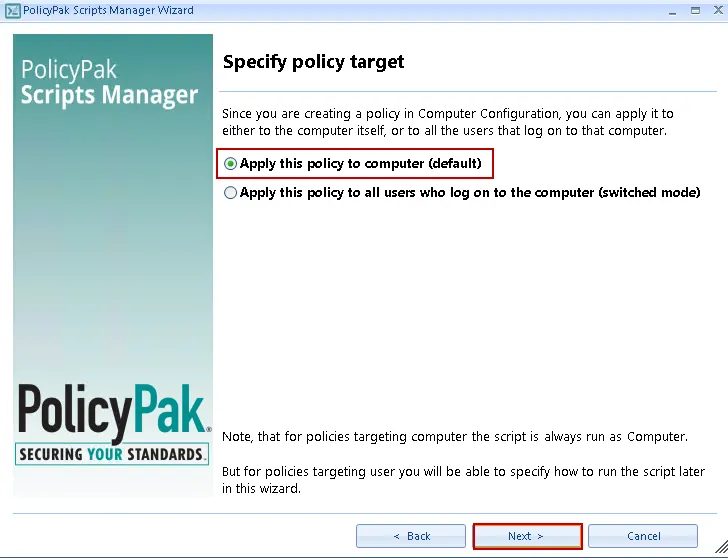 PolicyPak Scripts Manager Wizard
PolicyPak
Scripts Manager
Specify policy target
Since you are creating a policy in Computer Configuration, you can apply it to
either to the computer itself, or to all the users that log on to that computer.
Apply this policy to computer (default)
Apply this policy to all users who log on to the computer (switched mode)
PolicyPak®
SECURING YOUR STANDARDS.
Note, that for policies targeting computer the script is always run as Computer.
But for policies targeting user you will be able to specify how to run the script later
in this wizard.
< Back
Next >
Cancel